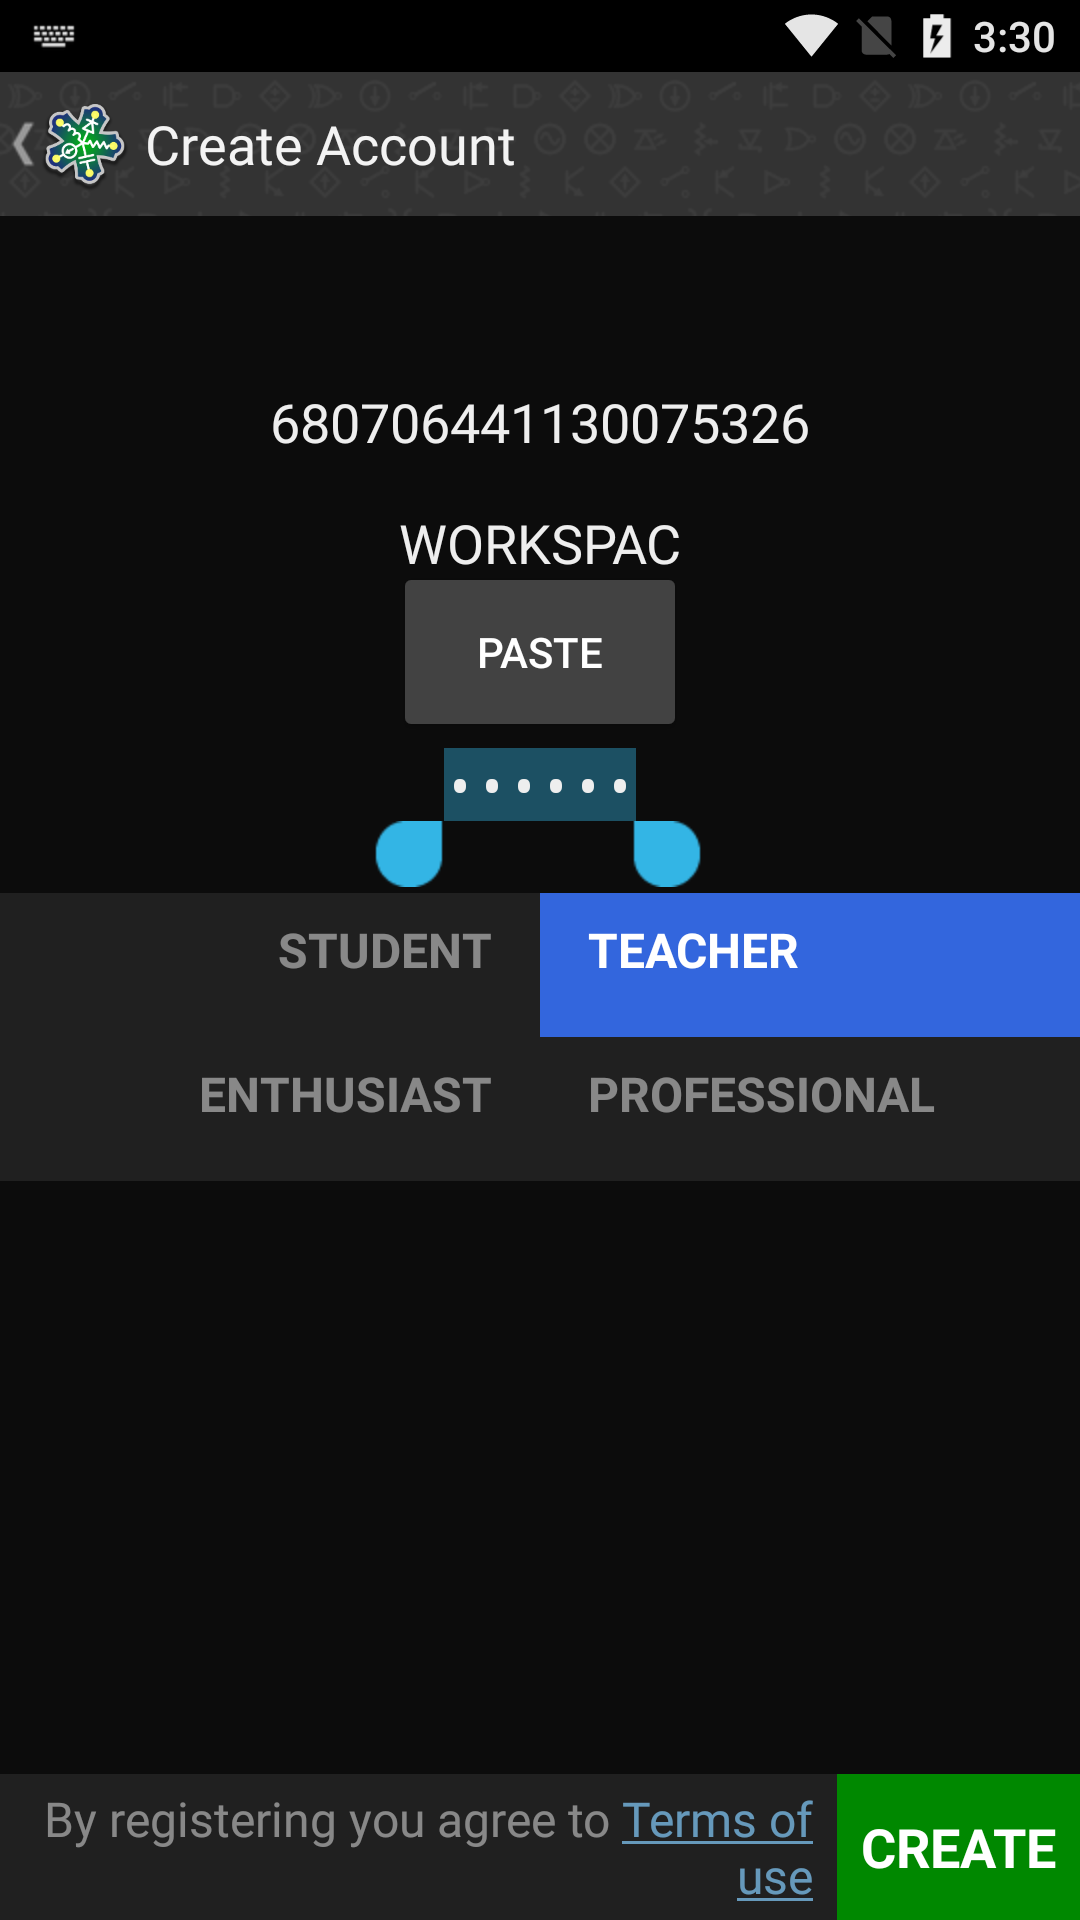 3:30
Create Account
680706441130075326
WORKSPAC
PASTE
••••••
STUDENT
TEACHER
ENTHUSIAST
PROFESSIONAL
By registering you agree to Terms of
use
CREATE